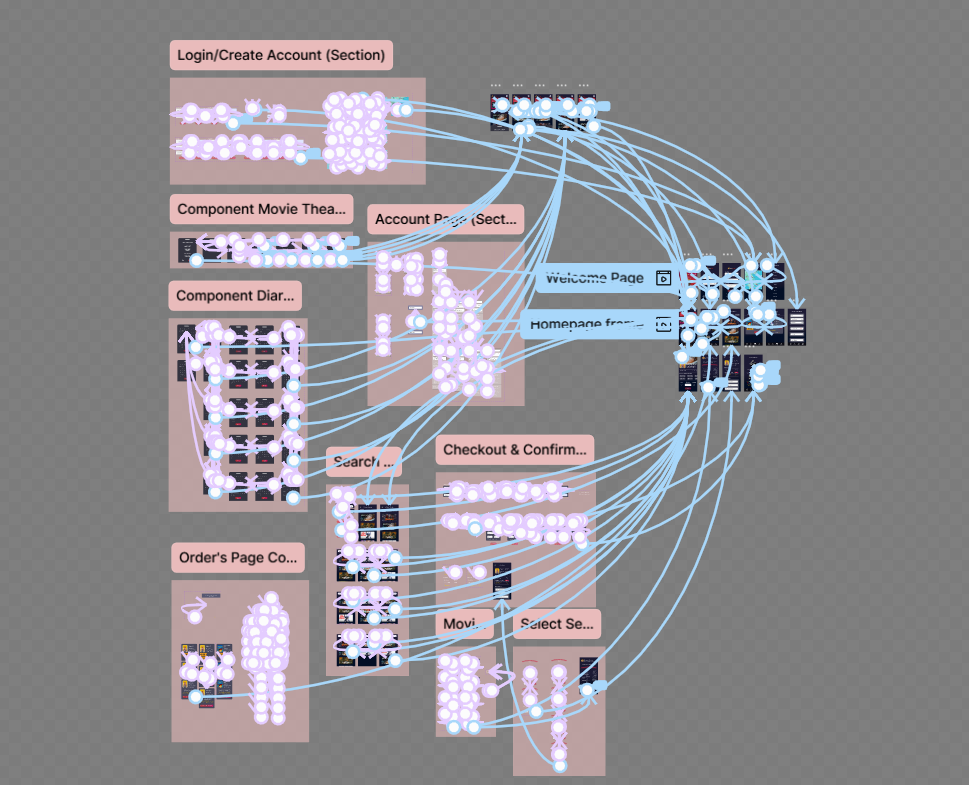 Login/Create Account (Section)
Component Movie Thea...
Account Page (Sect...
Welcome Page
Component Diar...
Homepage frame
Checkout & Confirm...
Search ...
Order's Page Co...
Movi...
Select Se...